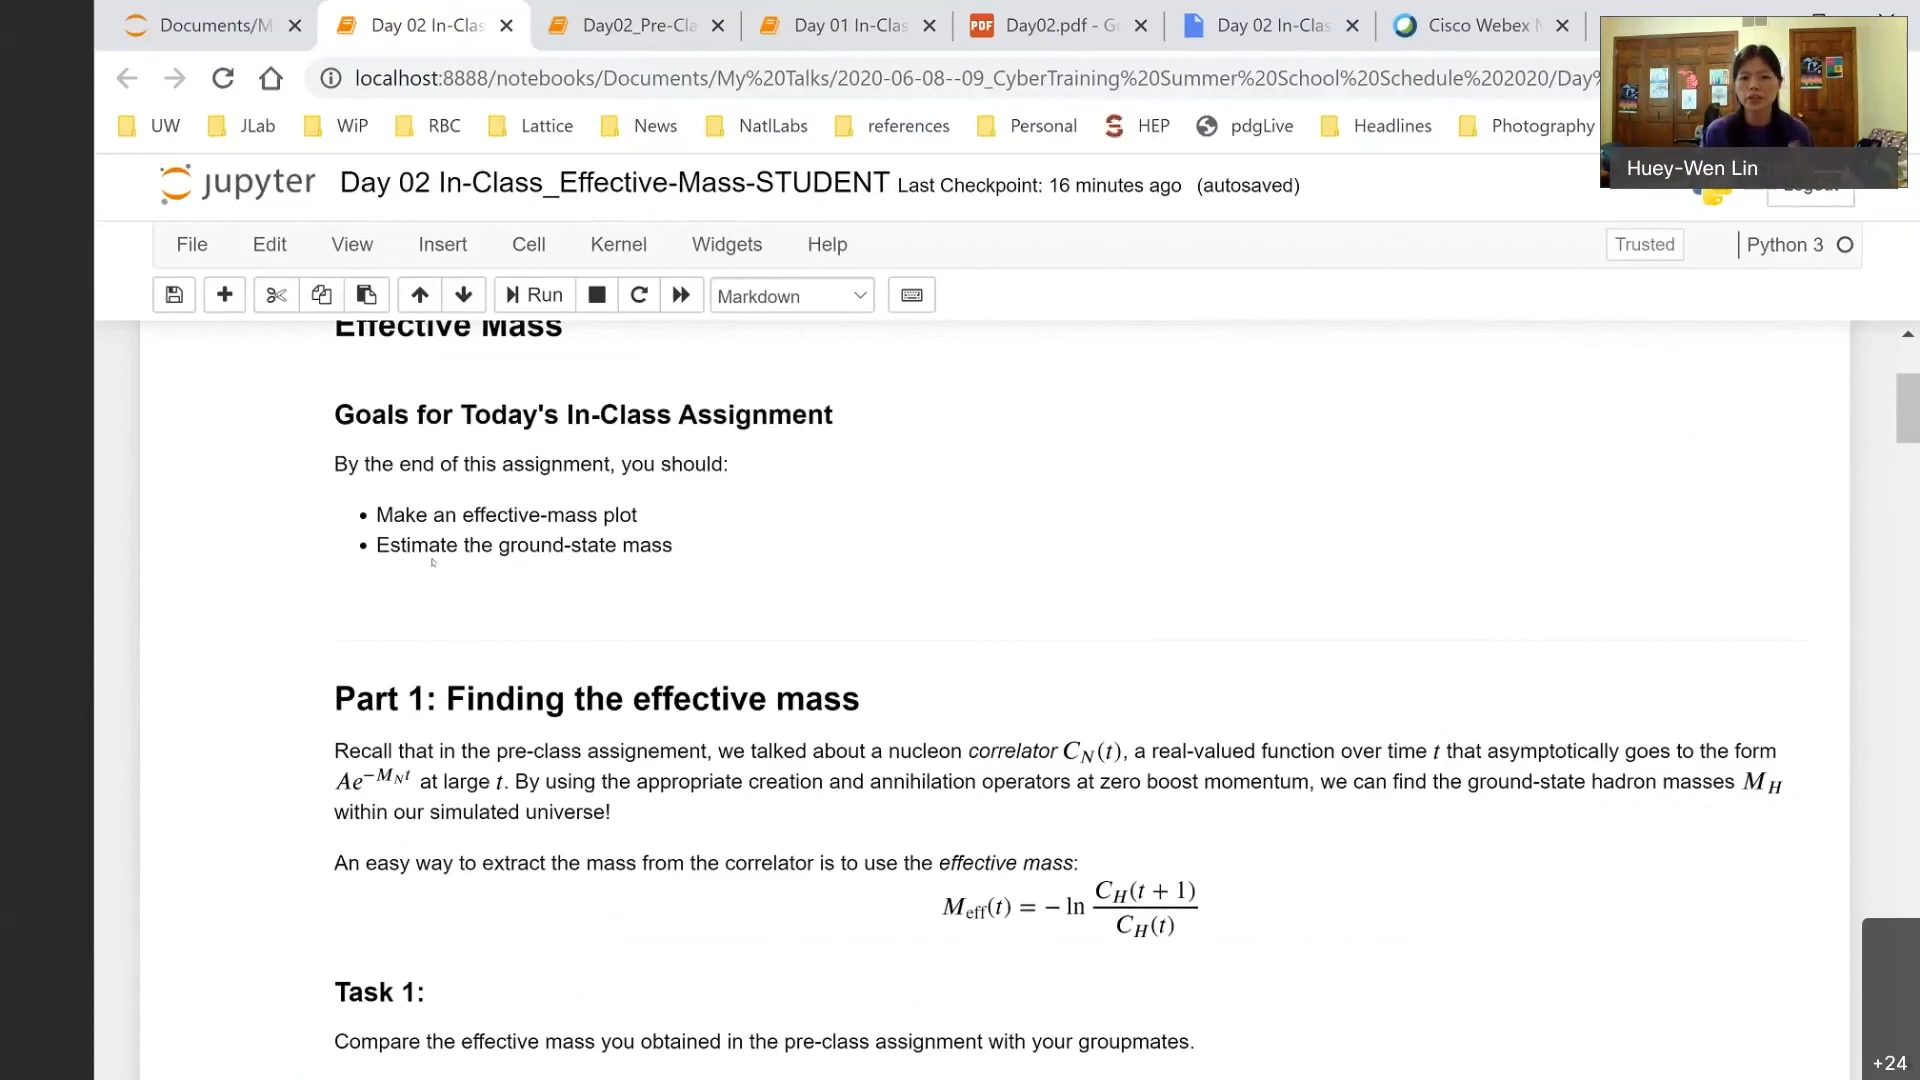 Documents/M
Day 02 In-Clas
Day02_Pre-Cla
Day 01 In-Clas
Day02.pdf - G
Day 02 In-Clas
Cisco Webex M
localhost:8888/notebooks/Documents/My%20Talks/2020-06-08--09_CyberTraining%20Summer%20School%20Schedule%202020/Day%
UW JLab WiP RBC Lattice News NatlLabs references Personal HEP pdgLive Headlines Photography
Huey-Wen Lin
jupyter Day 02 In-Class_Effective-Mass-STUDENT Last Checkpoint: 16 minutes ago (autosaved)
Logout
File Edit View Insert Cell Kernel Widgets Help
Trusted Python 3
Run Markdown
Effective Mass
Goals for Today's In-Class Assignment
By the end of this assignment, you should:
• Make an effective-mass plot
• Estimate the ground-state mass
Part 1: Finding the effective mass
Recall that in the pre-class assignement, we talked about a nucleon correlator C_N(t), a real-valued function over time t that asymptotically goes to the form
Ae^{-M_N t} at large t. By using the appropriate creation and annihilation operators at zero boost momentum, we can find the ground-state hadron masses M_H
within our simulated universe!
An easy way to extract the mass from the correlator is to use the effective mass:
M_eff(t) = − ln C_H(t + 1) / C_H(t)
Task 1:
Compare the effective mass you obtained in the pre-class assignment with your groupmates.
+24